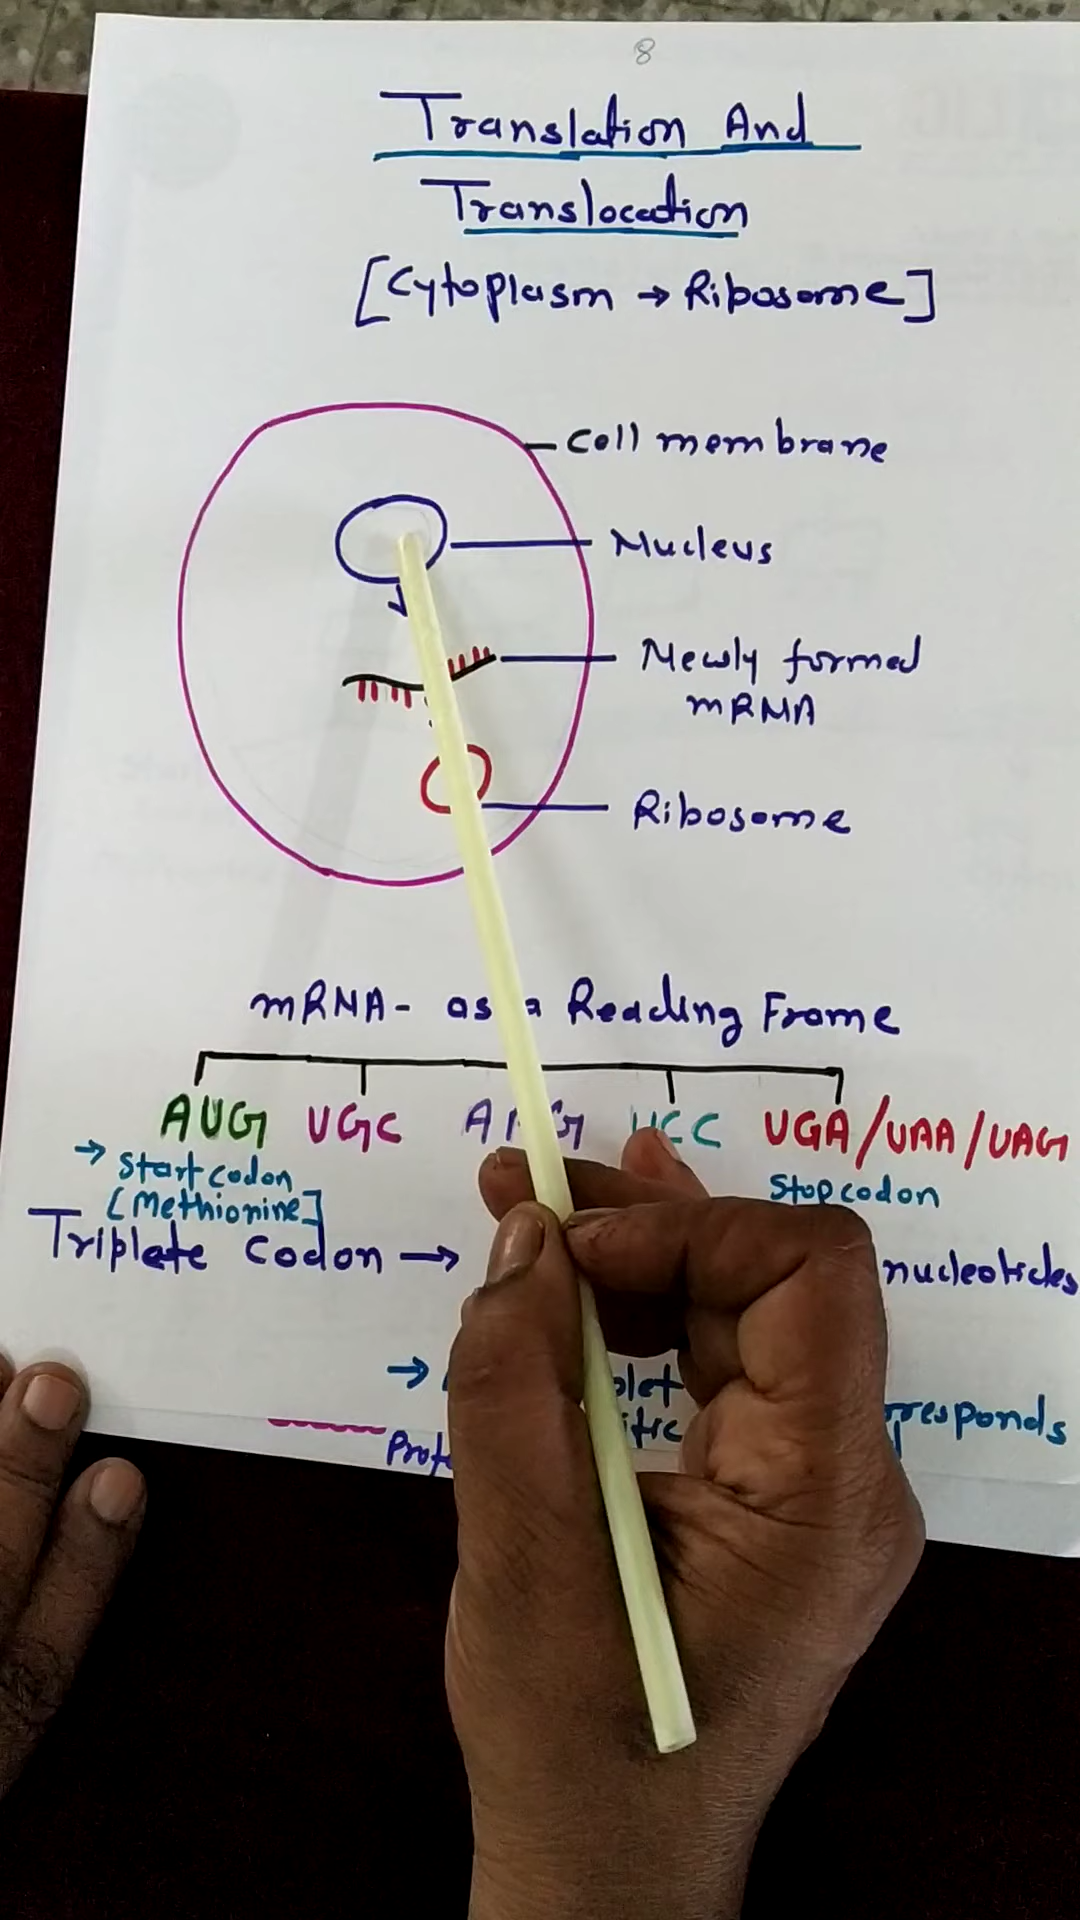 8
Translation And
Translocation
[Cytoplasm → Ribosome]
Cell membrane
Nucleus
Newly formed
mRNA
Ribosome
mRNA - as a Reading Frame
AUG UGC UCC UGA/UAA/UAG
→ Start codon
[Methionine]
Stop codon
Triplate Codon → nucleotides
→